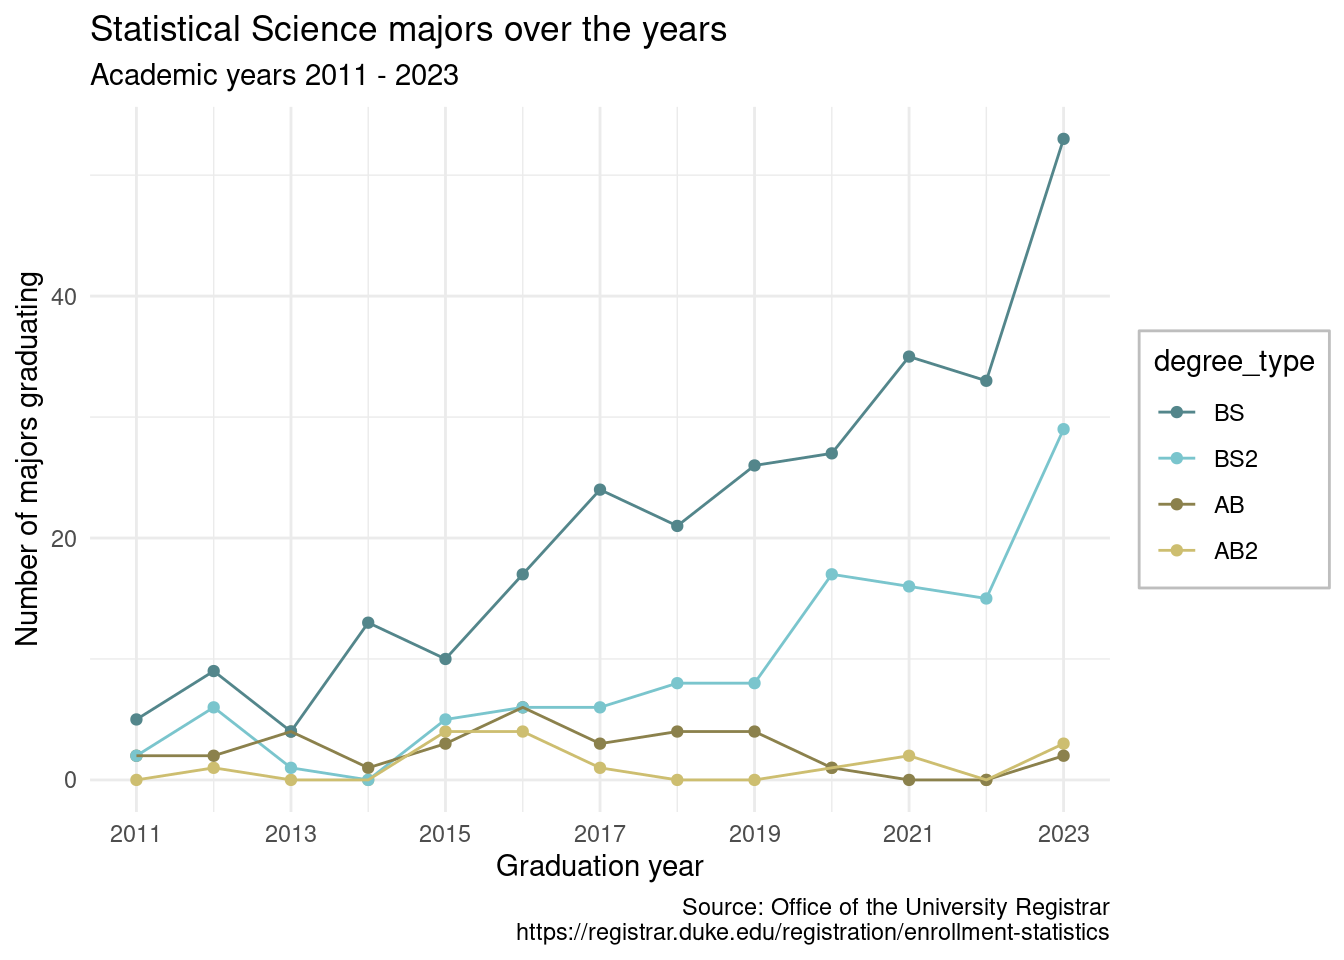 Statistical Science majors over the years
Academic years 2011 - 2023
Number of majors graduating
40
20
0
2011 2013 2015 2017 2019 2021 2023
Graduation year
degree_type
BS
BS2
AB
AB2
Source: Office of the University Registrar
https://registrar.duke.edu/registration/enrollment-statistics